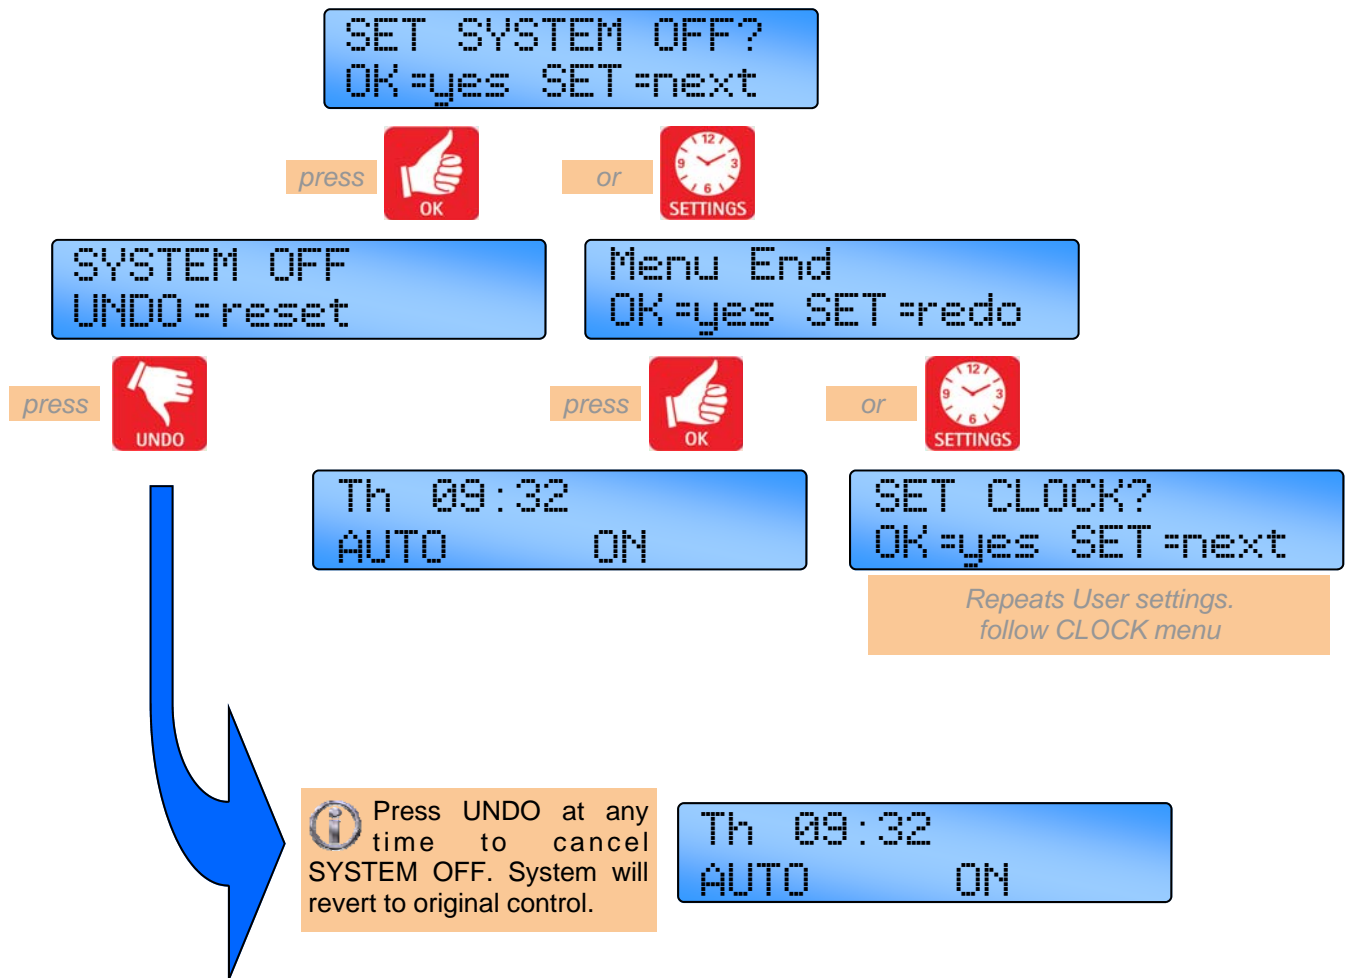 SET SYSTEM OFF?
OK=yes SET=next
press
OK
or
12
9
3
6
SETTINGS
SYSTEM OFF
UNDO=reset
Menu End
OK=yes SET=redo
press
UNDO
press
OK
or
12
9
3
6
SETTINGS
Th 09:32
AUTO ON
SET CLOCK?
OK=yes SET=next
Repeats User settings.
follow CLOCK menu
Press UNDO at any
time to cancel
SYSTEM OFF. System will
revert to original control.
Th 09:32
AUTO ON